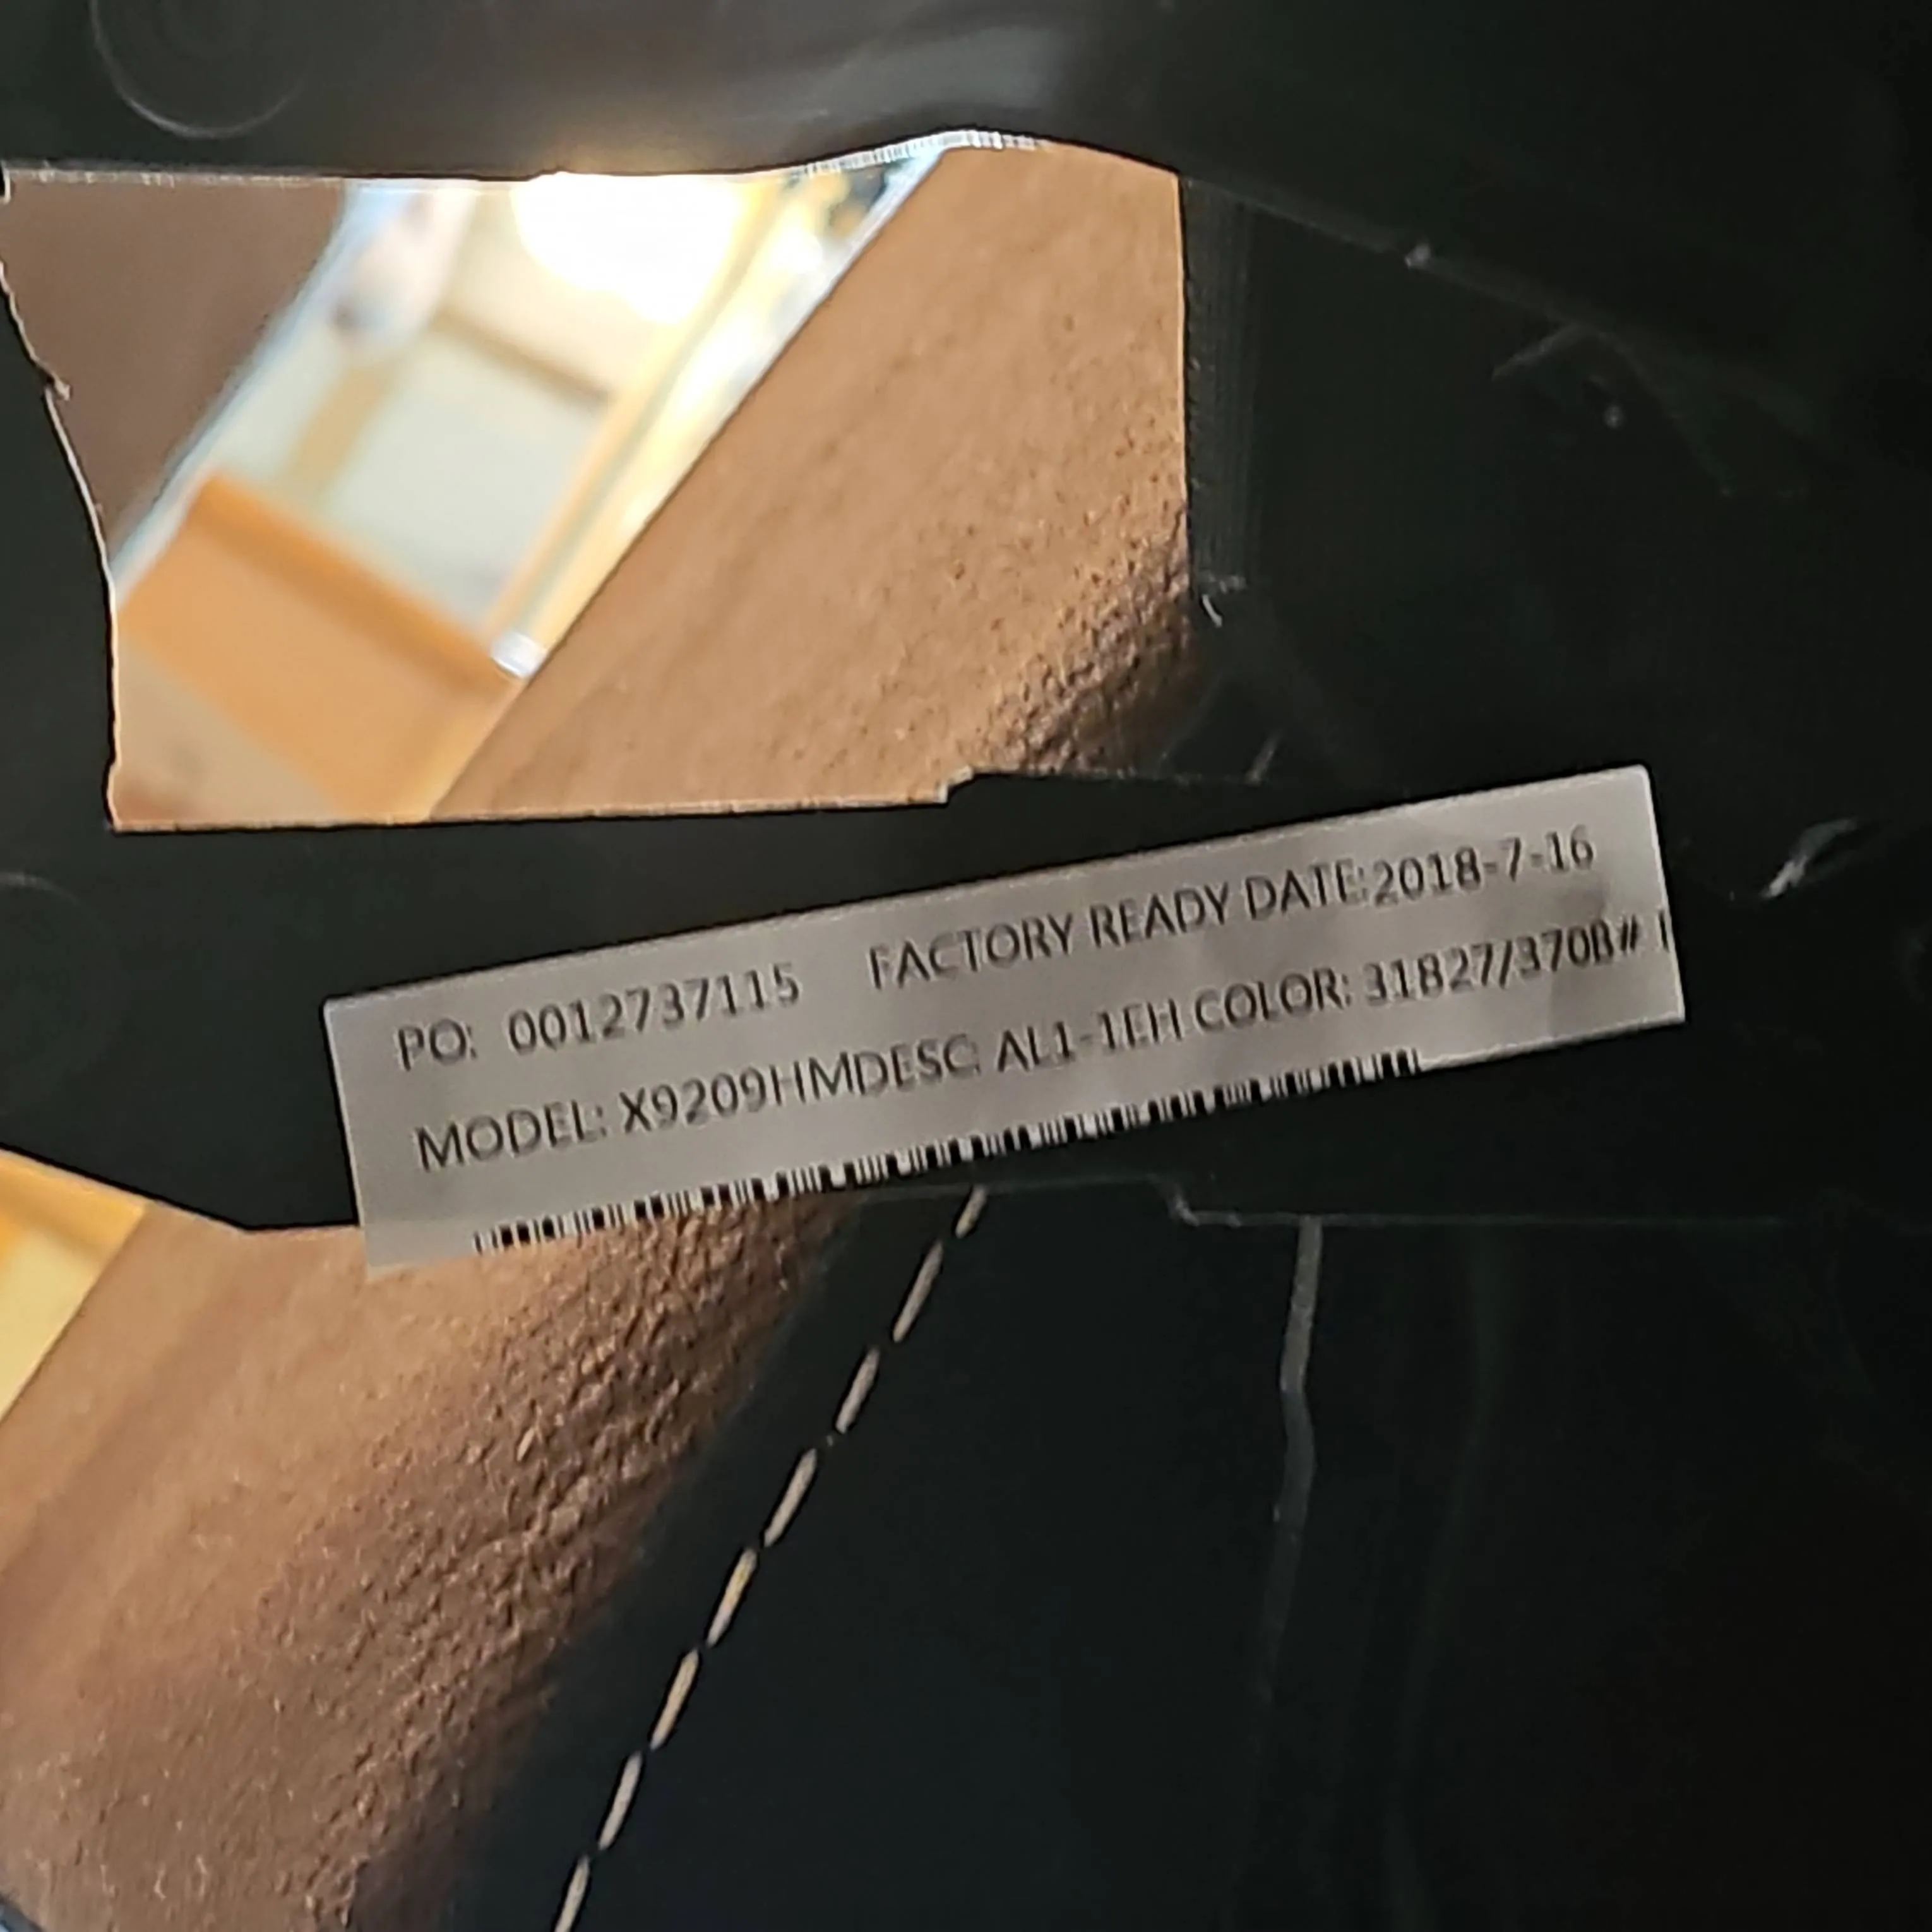 PO: 0012737115 FACTORY READY DATE:2018-7-16
MODEL: X9209HMDESC: AL1-1EH COLOR: 31827/370B#